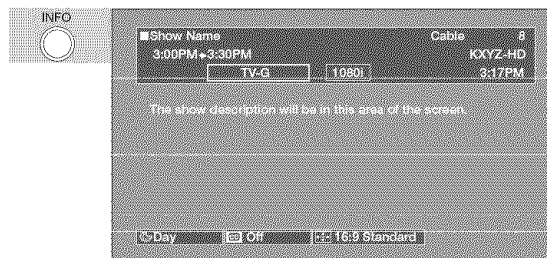 INFO
Show Name Cable 8
3:00PM 3:30PM KXYZ-HD
TV-G 1080i 3:17PM
The show description will be in this area of the screen.
Day Off 16:9 Standard